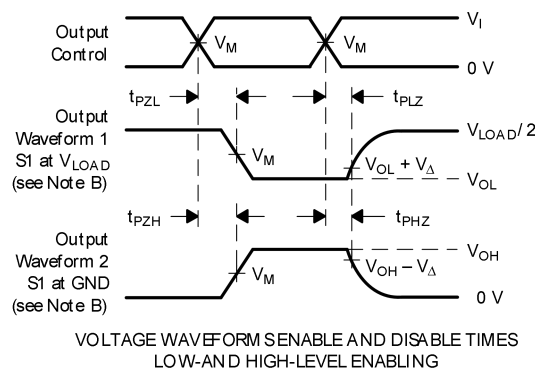 Output
Control
V_M
V_M
V_I
0 V
t_PZL
t_PLZ
Output
Waveform 1
S1 at V_LOAD
(see Note B)
V_M
V_LOAD/2
V_OL + V_Δ
V_OL
t_PZH
t_PHZ
Output
Waveform 2
S1 at GND
(see Note B)
V_M
V_OH
V_OH − V_Δ
0 V
VOLTAGE WAVEFORMS ENABLE AND DISABLE TIMES
LOW-AND HIGH-LEVEL ENABLING